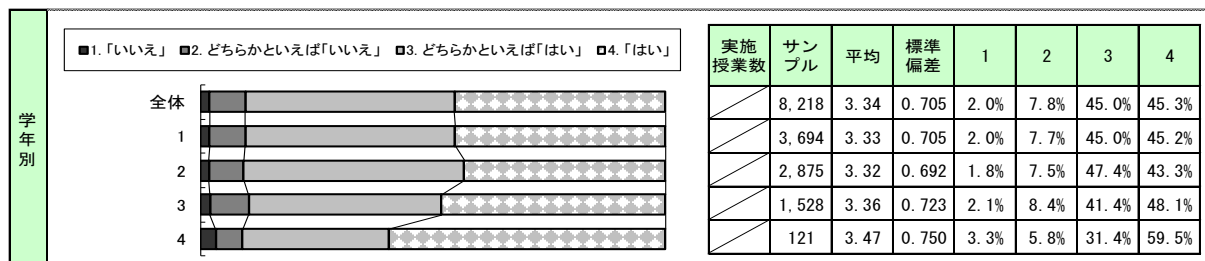 学年別
■1.「いいえ」 ■2.どちらかといえば「いいえ」 □3.どちらかといえば「はい」 □4.「はい」
実施授業数 サンプル 平均 標準偏差 1 2 3 4
全体 8,218 3.34 0.705 2.0% 7.8% 45.0% 45.3%
1 3,694 3.33 0.705 2.0% 7.7% 45.0% 45.2%
2 2,875 3.32 0.692 1.8% 7.5% 47.4% 43.3%
3 1,528 3.36 0.723 2.1% 8.4% 41.4% 48.1%
4 121 3.47 0.750 3.3% 5.8% 31.4% 59.5%